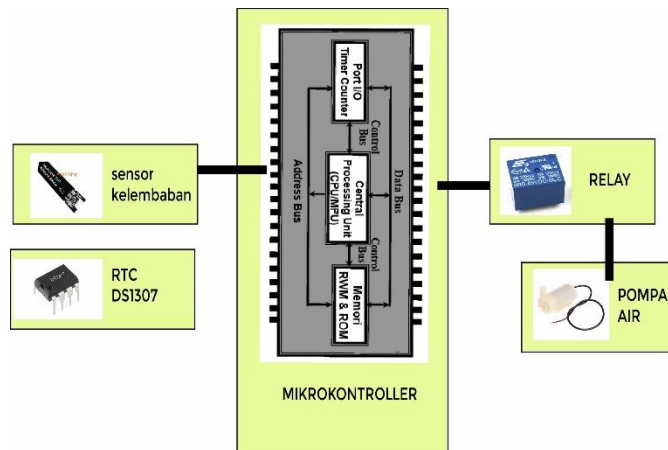 sensor
kelembaban
RTC
DS1307
Port I/O
Timer Counter
Control
Bus
Address Bus
Central
Processing Unit
(CPU/MPU)
Data Bus
Control
Bus
Memori
RWM & ROM
MIKROKONTROLLER
RELAY
POMPA
AIR